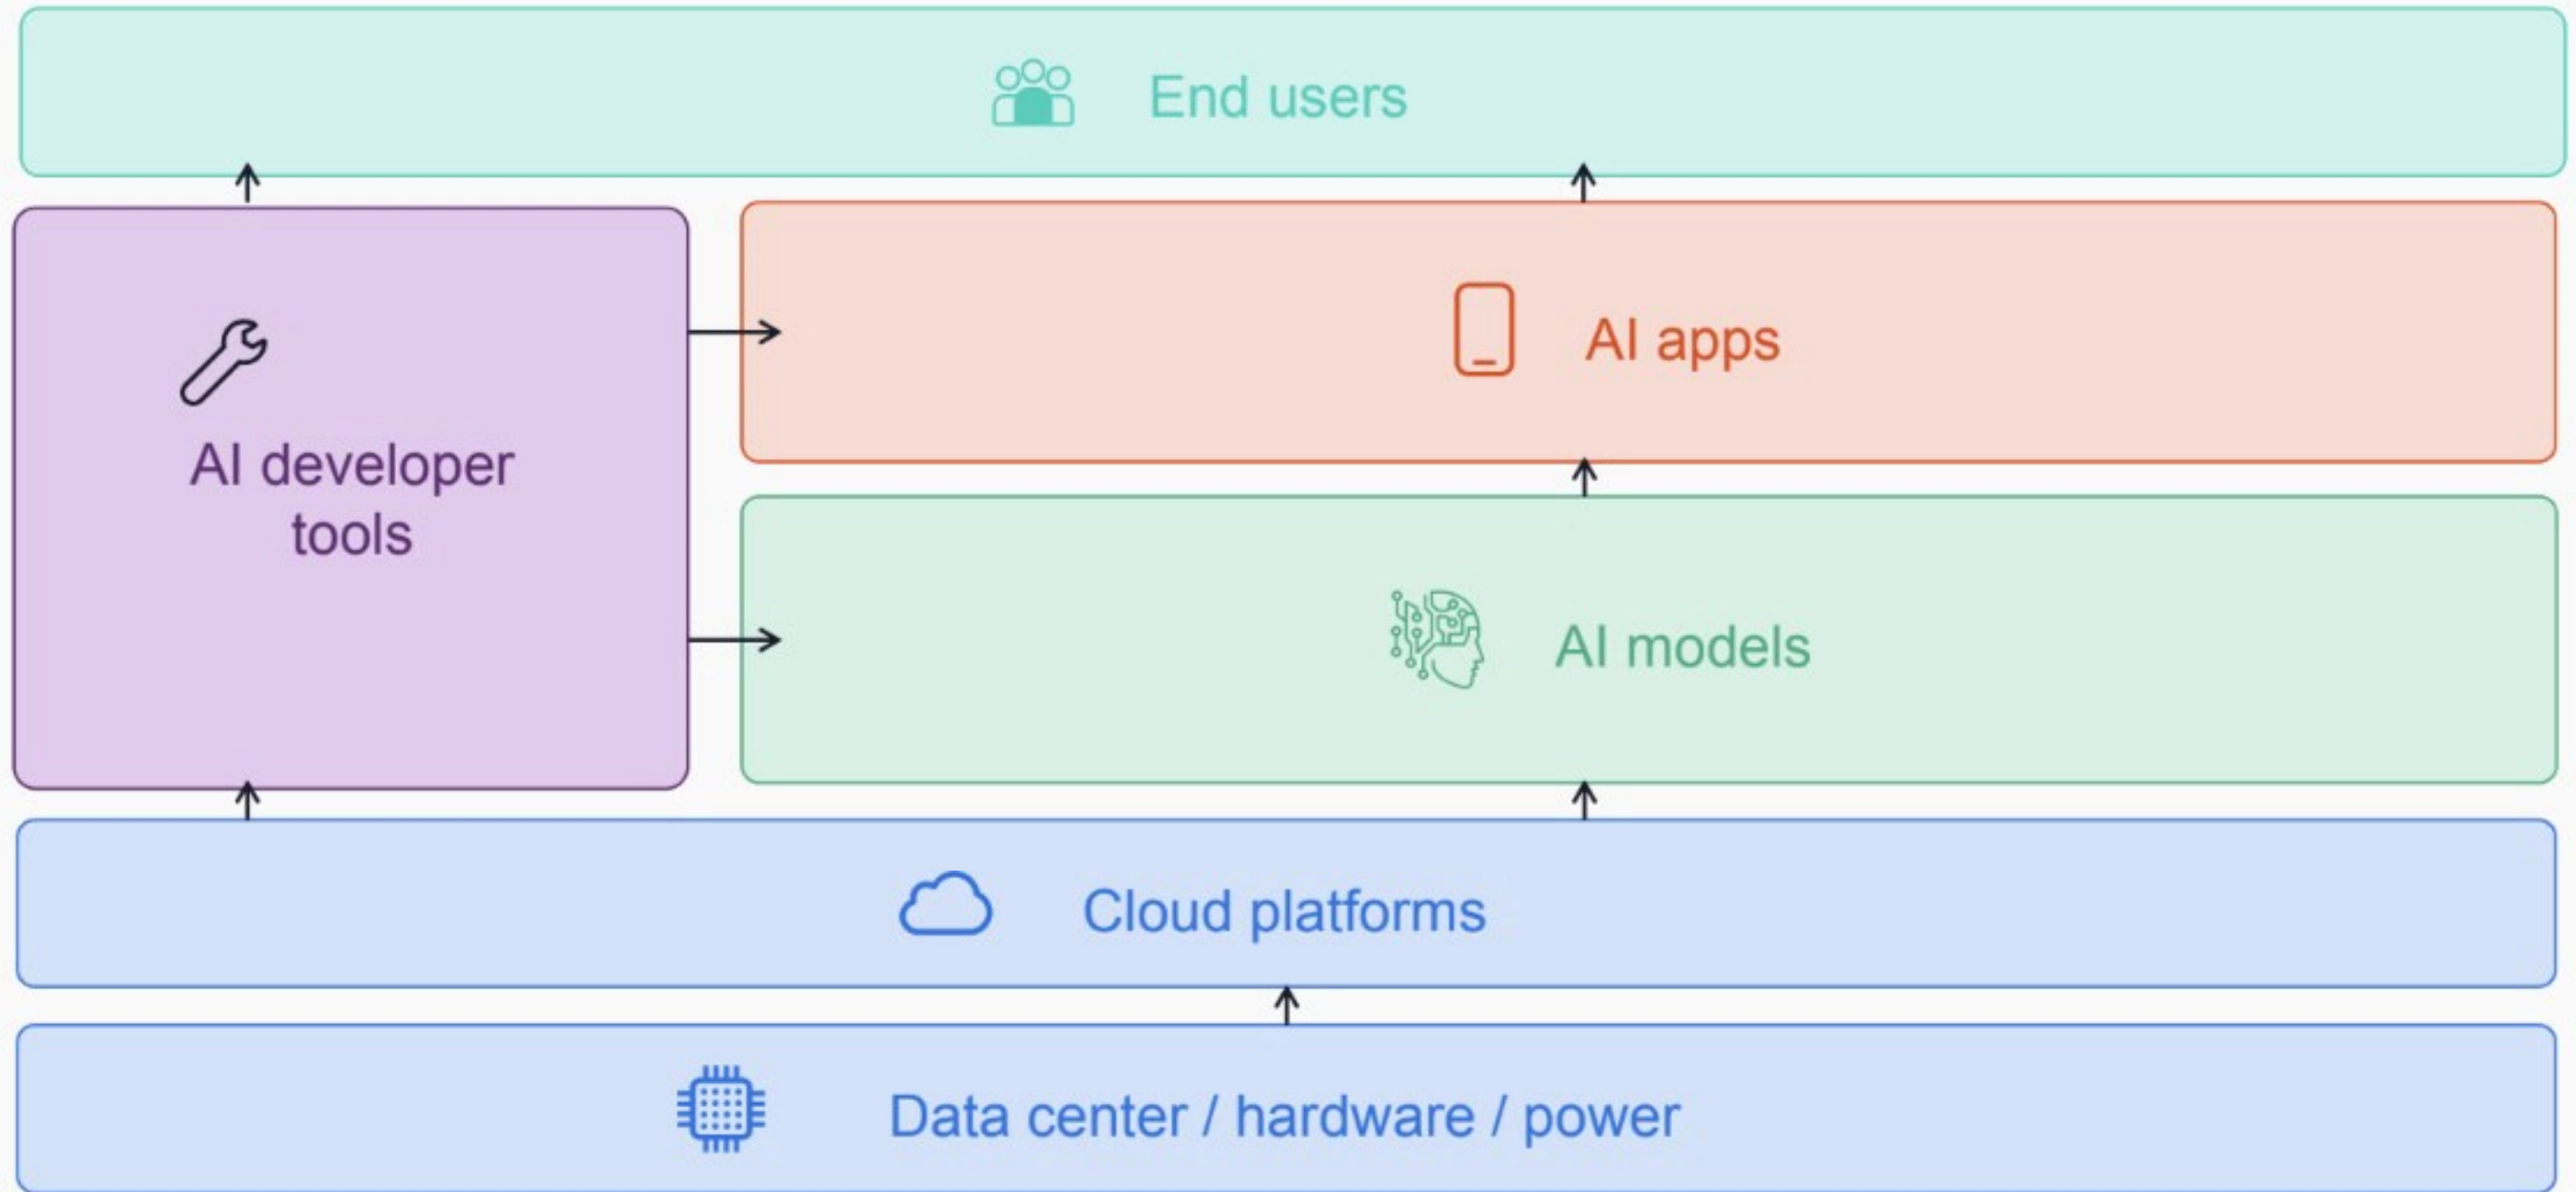 End users
AI developer
tools
AI apps
AI models
Cloud platforms
Data center / hardware / power